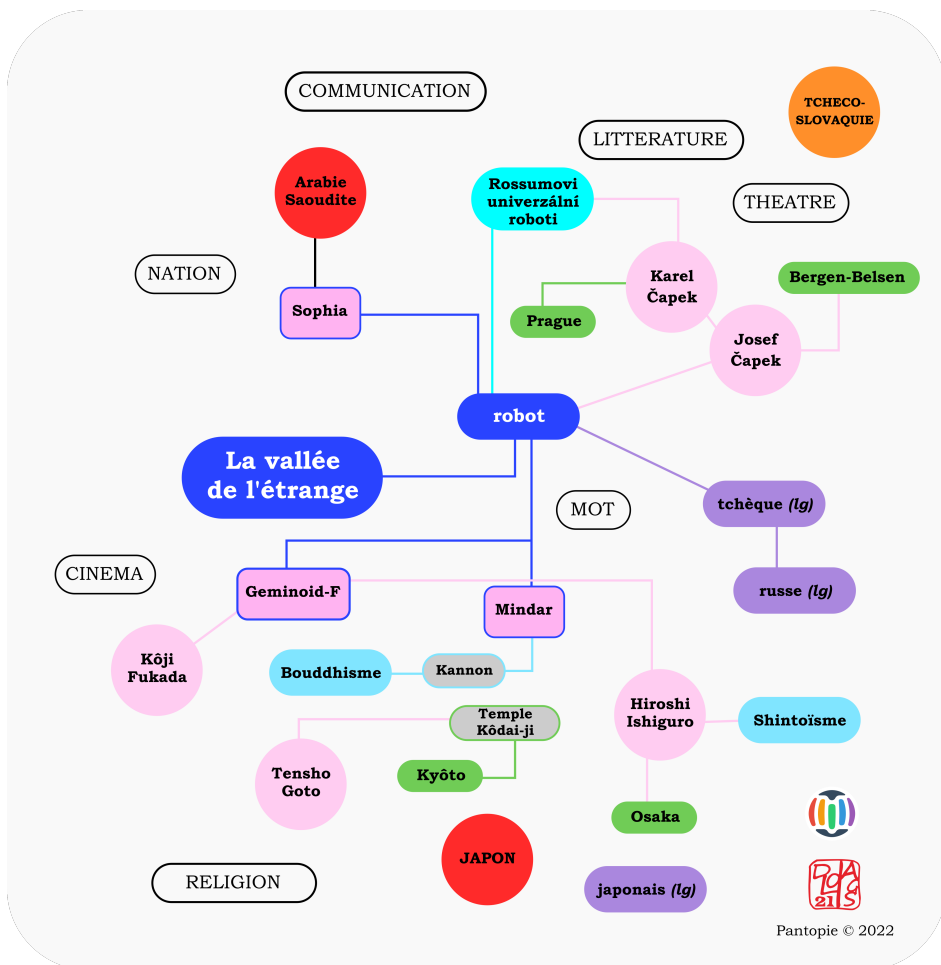 COMMUNICATION
TCHECO-
SLOVAQUIE
LITTERATURE
Arabie
Saoudite
Rossumovi
univerzální
roboti
THEATRE
NATION
Karel
Čapek
Bergen-Belsen
Sophia
Prague
Josef
Čapek
robot
La vallée
de l'étrange
MOT
tchèque (lg)
CINEMA
Geminoid-F
Mindar
russe (lg)
Kôji
Fukada
Bouddhisme
Kannon
Hiroshi
Ishiguro
Shintoïsme
Temple
Kôdai-ji
Tensho
Goto
Kyôto
Osaka
JAPON
RELIGION
japonais (lg)
21
Pantopie © 2022